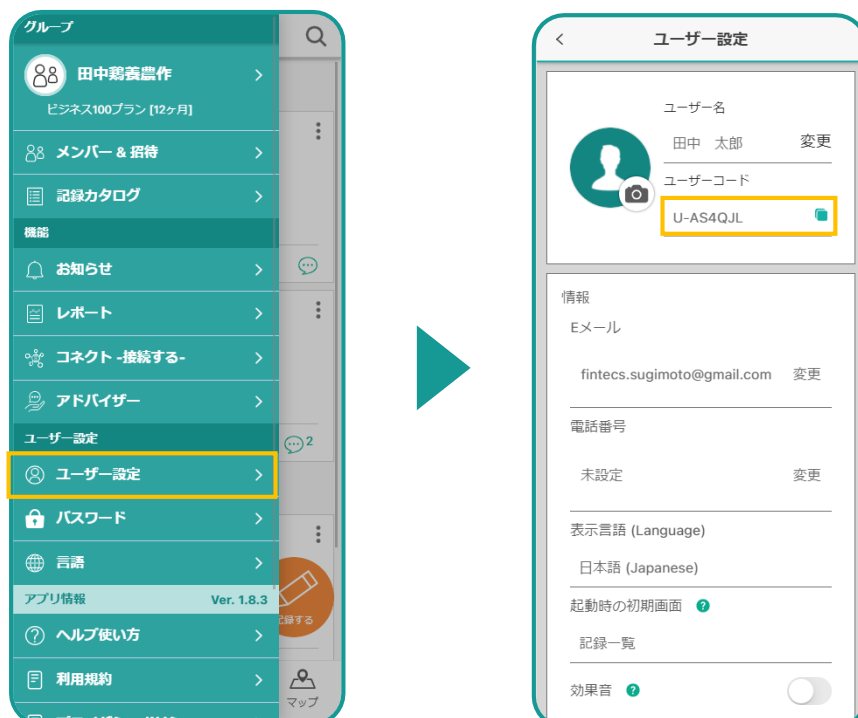 グループ
田中鶏養農作
ビジネス100プラン [12ヶ月]
メンバー & 招待
記録カタログ
機能
お知らせ
レポート
コネクト -接続する-
アドバイザー
2
ユーザー設定
ユーザー設定
パスワード
言語
アプリ情報 Ver. 1.8.3
記録する
ヘルプ使い方
利用規約
マップ
ユーザー設定
ユーザー名
田中 太郎 変更
ユーザーコード
U-AS4QJL
情報
Eメール
fintecs.sugimoto@gmail.com 変更
電話番号
未設定 変更
表示言語 (Language)
日本語 (Japanese)
起動時の初期画面 ?
記録一覧
効果音 ?